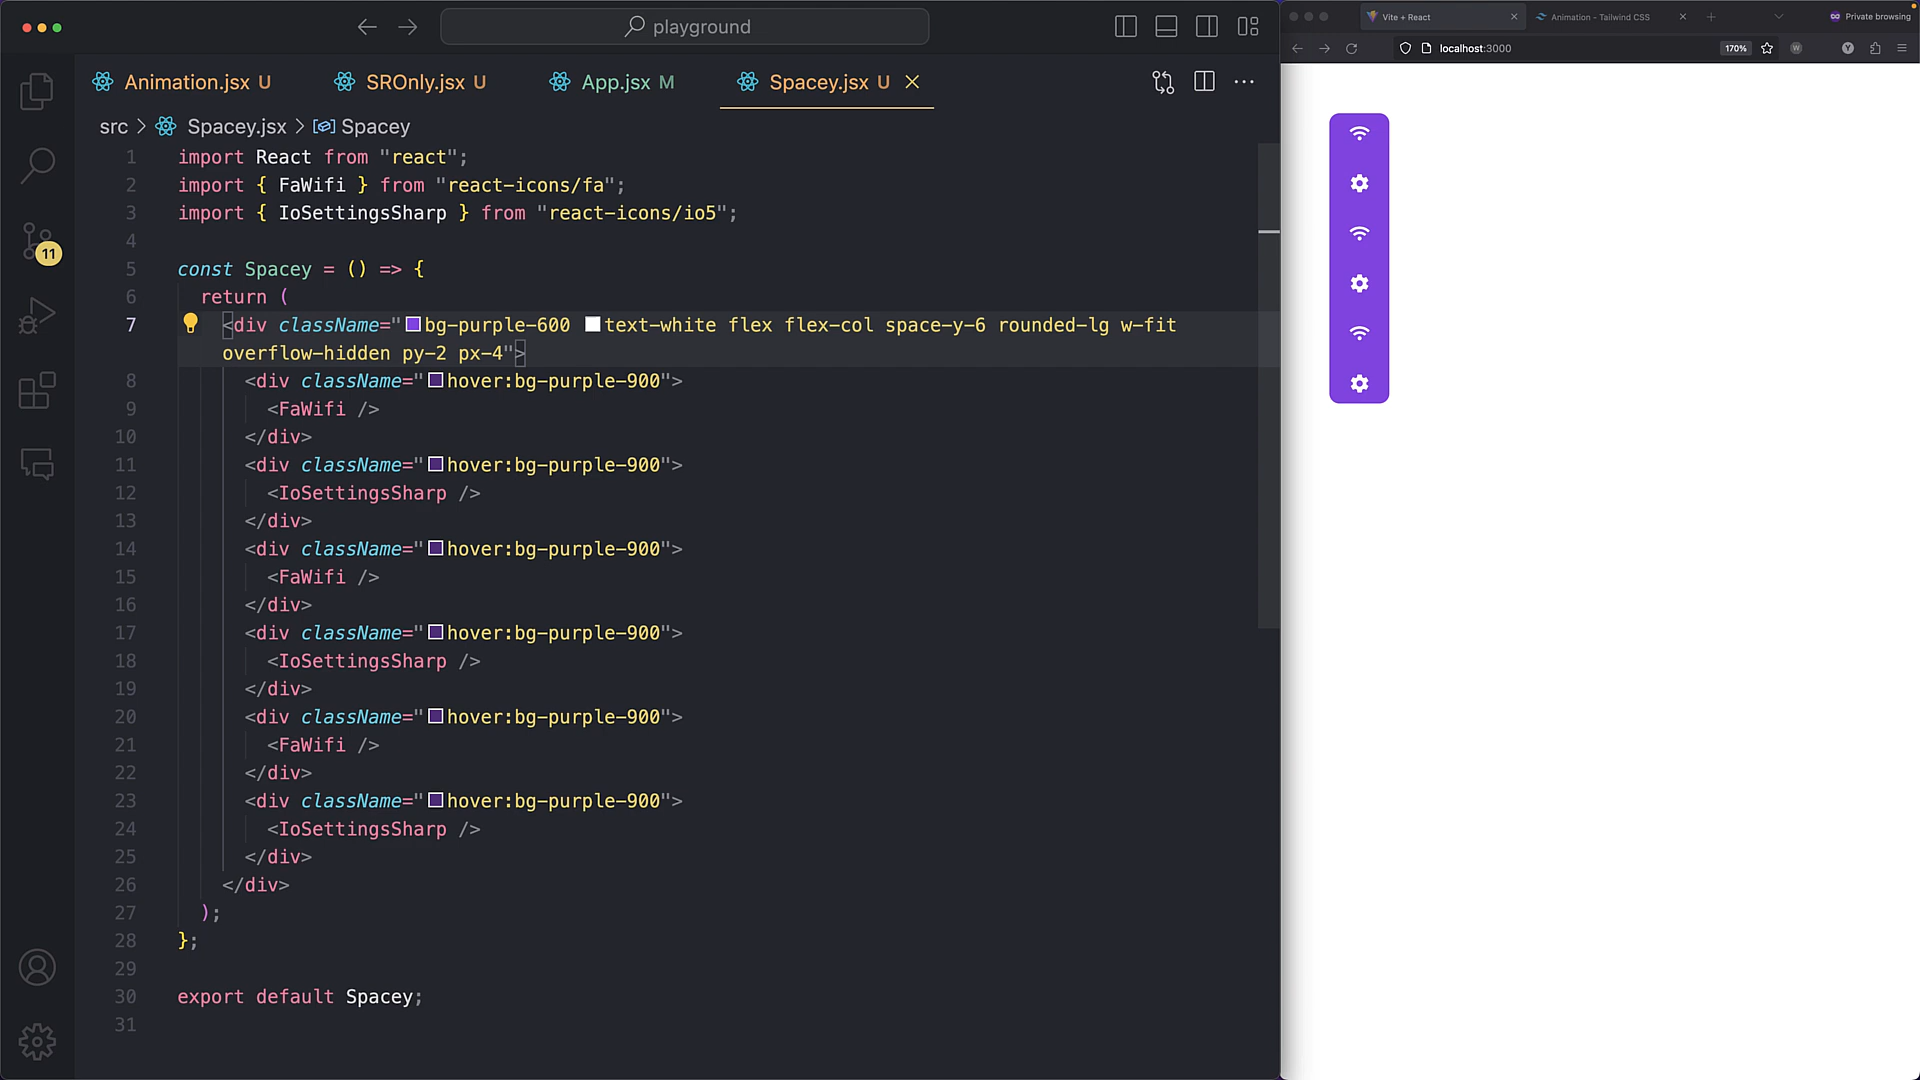 playground
Animation.jsx U
SROnly.jsx U
App.jsx M
Spacey.jsx U
src > Spacey.jsx > Spacey
11
1 import React from "react";
2 import { FaWifi } from "react-icons/fa";
3 import { IoSettingsSharp } from "react-icons/io5";
4
5 const Spacey = () => {
6 return (
7 <div className="bg-purple-600 text-white flex flex-col space-y-6 rounded-lg w-fit
overflow-hidden py-2 px-4">
8 <div className="hover:bg-purple-900">
9 <FaWifi />
10 </div>
11 <div className="hover:bg-purple-900">
12 <IoSettingsSharp />
13 </div>
14 <div className="hover:bg-purple-900">
15 <FaWifi />
16 </div>
17 <div className="hover:bg-purple-900">
18 <IoSettingsSharp />
19 </div>
20 <div className="hover:bg-purple-900">
21 <FaWifi />
22 </div>
23 <div className="hover:bg-purple-900">
24 <IoSettingsSharp />
25 </div>
26 </div>
27 );
28 };
29
30 export default Spacey;
31
Vite + React
Animation - Tailwind CSS
Private browsing
localhost:3000
170%
W
Y